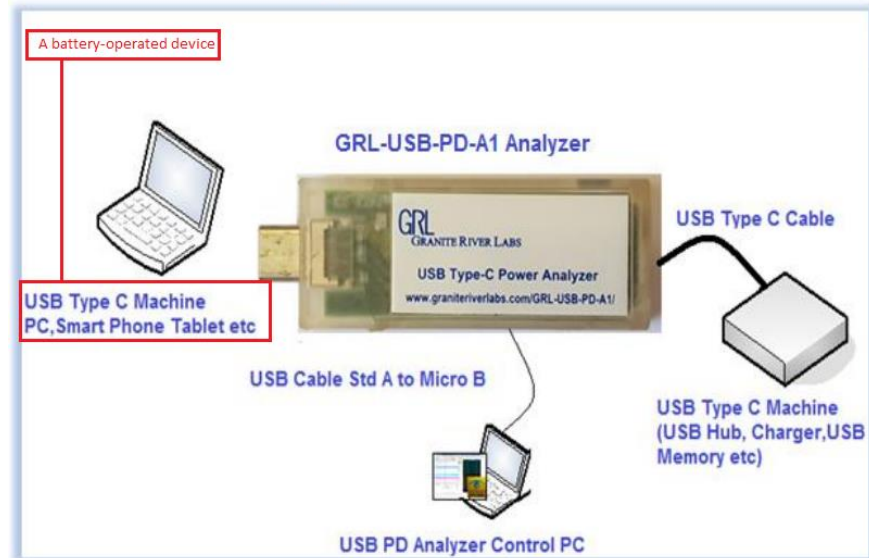 A battery-operated device
GRL-USB-PD-A1 Analyzer
GRL
GRANITE RIVER LABS
USB Type-C Power Analyzer
www.graniteriverlabs.com/GRL-USB-PD-A1/
USB Type C Cable
USB Type C Machine
PC,Smart Phone Tablet etc
USB Cable Std A to Micro B
USB Type C Machine
(USB Hub, Charger,USB
Memory etc)
USB PD Analyzer Control PC